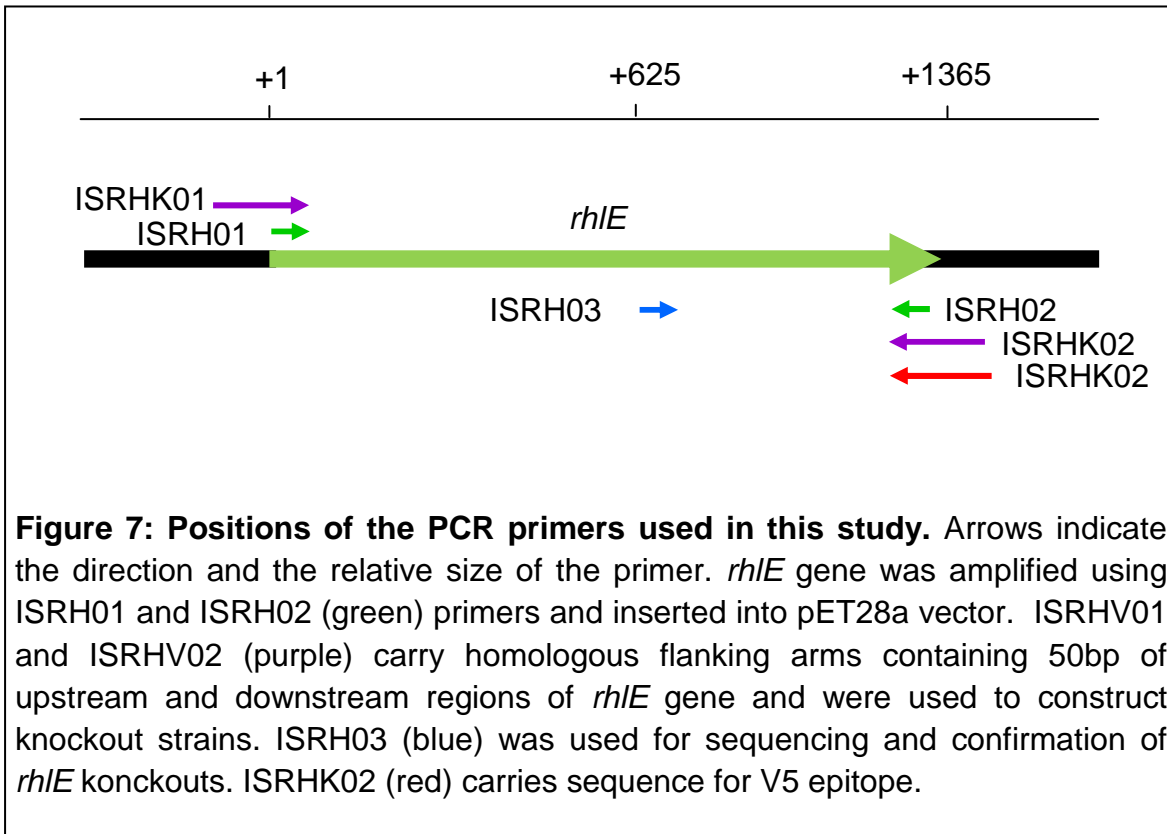 +1 +625 +1365
ISRHK01
rhlE
ISRH01
ISRH03
ISRH02
ISRHK02
ISRHK02
Figure 7: Positions of the PCR primers used in this study. Arrows indicate
the direction and the relative size of the primer. rhlE gene was amplified using
ISRH01 and ISRH02 (green) primers and inserted into pET28a vector. ISRHV01
and ISRHV02 (purple) carry homologous flanking arms containing 50bp of
upstream and downstream regions of rhlE gene and were used to construct
knockout strains. ISRH03 (blue) was used for sequencing and confirmation of
rhlE konckouts. ISRHK02 (red) carries sequence for V5 epitope.